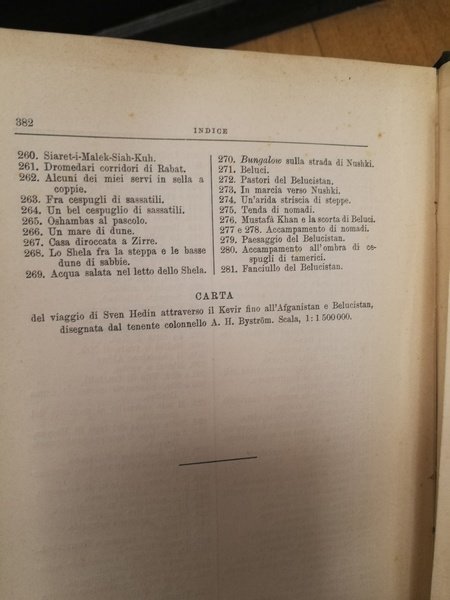 382
INDICE
260. Siaret-i-Malek-Siah-Kuh.
261. Dromedari corridori di Rabat.
262. Alcuni dei miei servi in sella a
coppie.
263. Fra cespugli di sassatili.
264. Un bel cespuglio di sassatili.
265. Oshambas al pascolo.
266. Un mare di dune.
267. Casa diroccata a Zirre.
268. Lo Shela fra la steppa e le basse
dune di sabbie.
269. Acqua salata nel letto dello Shela.
270. Bungalow sulla strada di Nushki.
271. Beluci.
272. Pastori del Belucistan.
273. In marcia verso Nushki.
274. Un'arida striscia di steppe.
275. Tenda di nomadi.
276. Mustafà Khan e la scorta di Beluci.
277 e 278. Accampamento di nomadi.
279. Paesaggio del Belucistan.
280. Accampamento all'ombra di ce-
spugli di tamerici.
281. Fanciullo del Belucistan.
CARTA
del viaggio di Sven Hedin attraverso il Kevir fino all'Afganistan e Belucistan,
disegnata dal tenente colonnello A. H. Byström. Scala, 1:1 500 000.